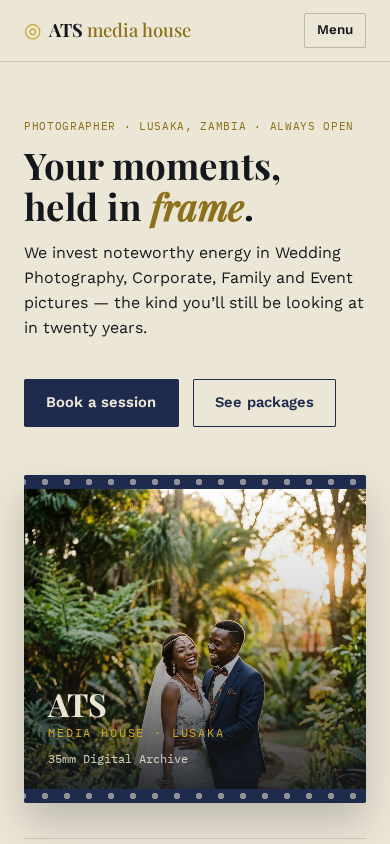 ATS media house
Menu
PHOTOGRAPHER · LUSAKA, ZAMBIA · ALWAYS OPEN
Your moments,
held in frame.
We invest noteworthy energy in Wedding
Photography, Corporate, Family and Event
pictures — the kind you’ll still be looking at
in twenty years.
Book a session
See packages
ATS
MEDIA HOUSE · LUSAKA
35mm Digital Archive